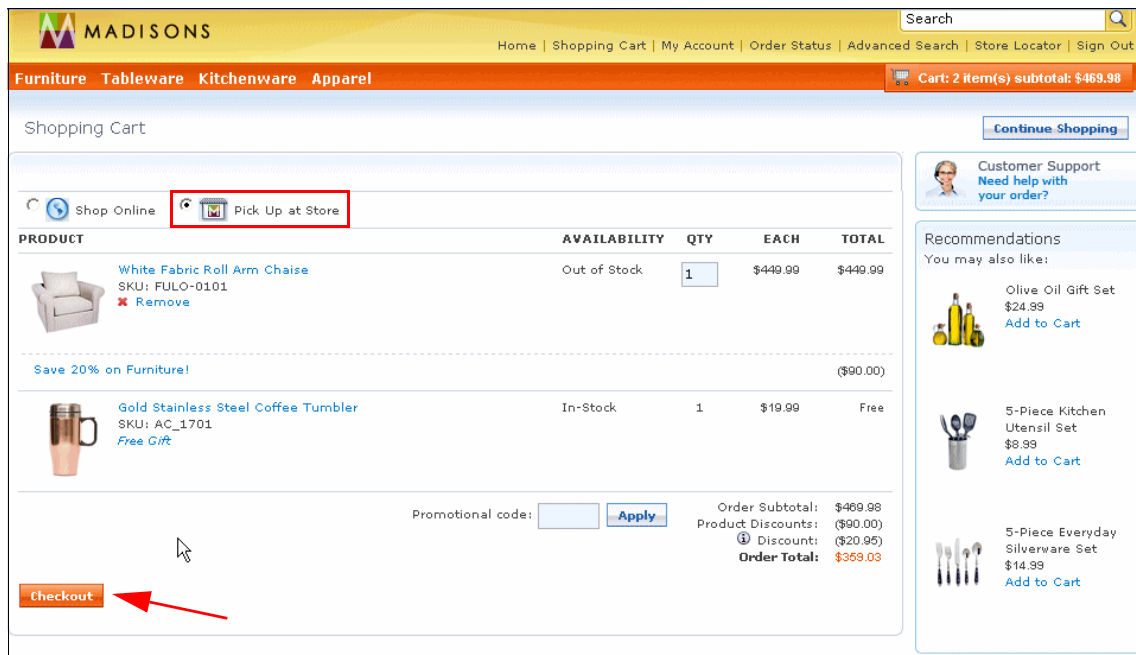 MADISONS
Search
Home | Shopping Cart | My Account | Order Status | Advanced Search | Store Locator | Sign Out
Furniture Tableware Kitchenware Apparel
Cart: 2 item(s) subtotal: $469.98
Shopping Cart
Continue Shopping
Customer Support
Need help with
your order?
Shop Online
Pick Up at Store
PRODUCT AVAILABILITY QTY EACH TOTAL
White Fabric Roll Arm Chaise Out of Stock 1 $449.99 $449.99
SKU: FULO-0101
Remove
Save 20% on Furniture! ($90.00)
Gold Stainless Steel Coffee Tumbler In-Stock 1 $19.99 Free
SKU: AC_1701
Free Gift
Promotional code: Apply
Order Subtotal: $469.98
Product Discounts: ($90.00)
Discount: ($20.95)
Order Total: $359.03
Checkout
Recommendations
You may also like:
Olive Oil Gift Set
$24.99
Add to Cart
5-Piece Kitchen
Utensil Set
$8.99
Add to Cart
5-Piece Everyday
Silverware Set
$14.99
Add to Cart